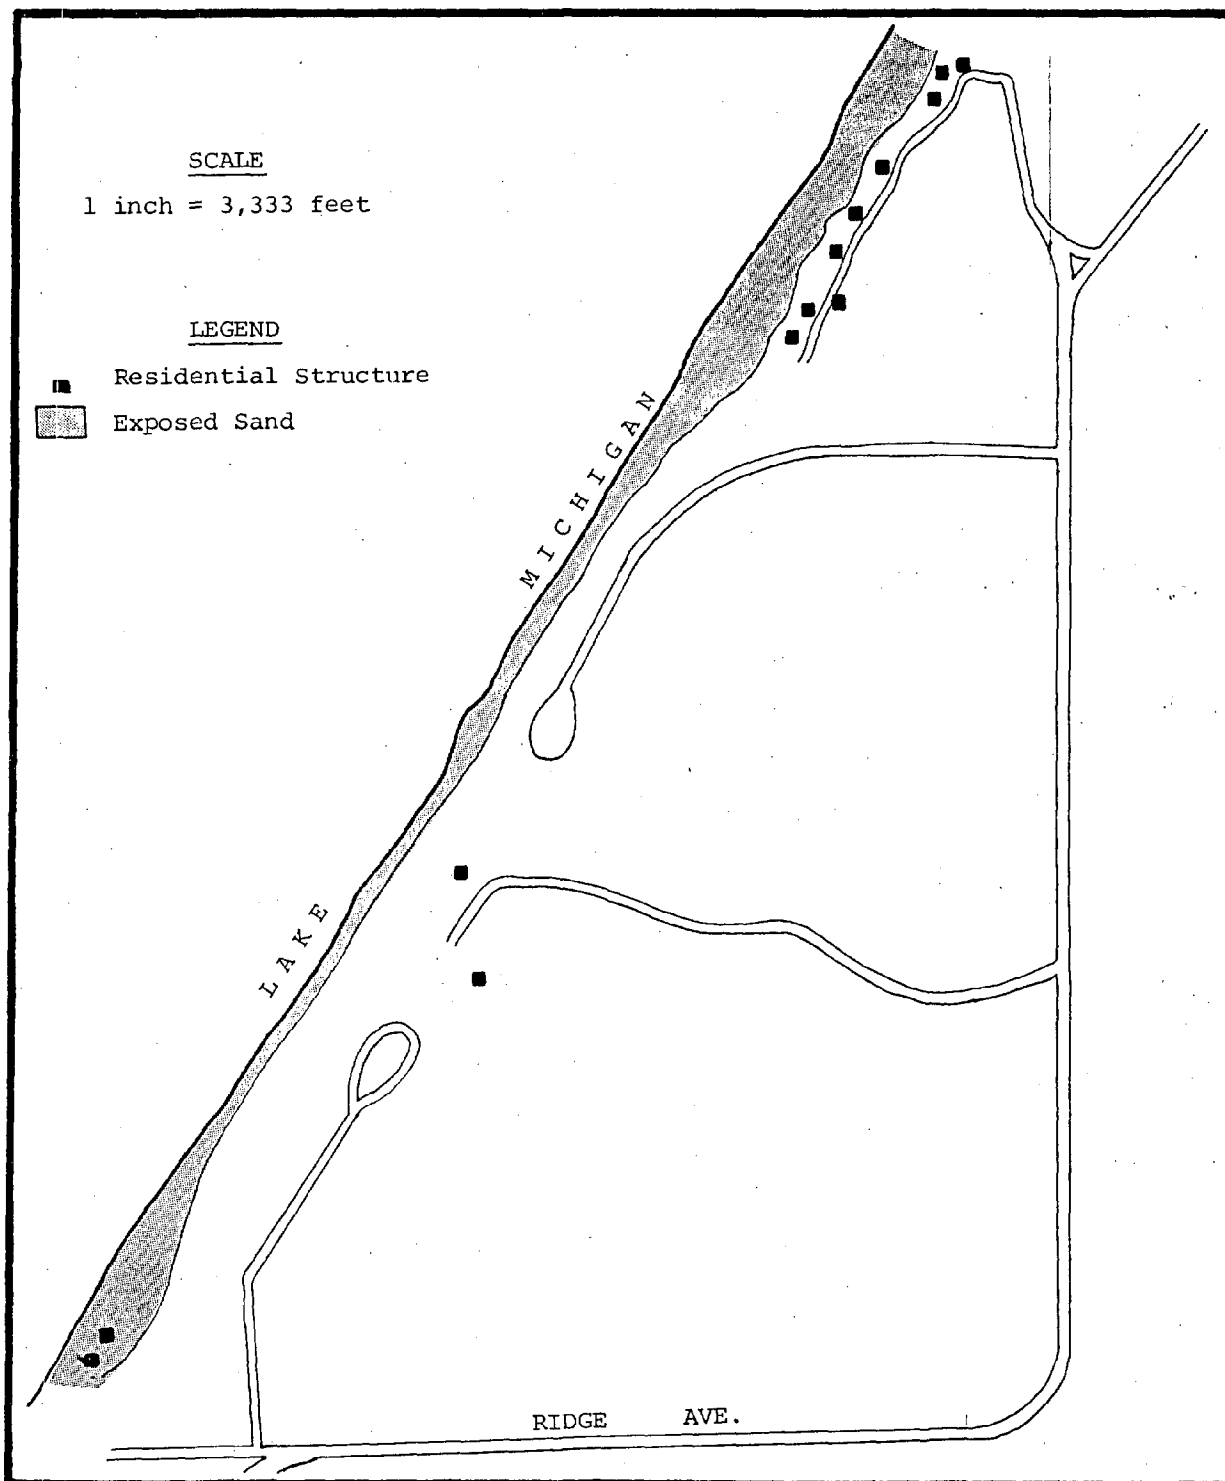 SCALE
1 inch = 3,333 feet
LEGEND
Residential Structure
Exposed Sand
LAKE MICHIGAN
RIDGE AVE.